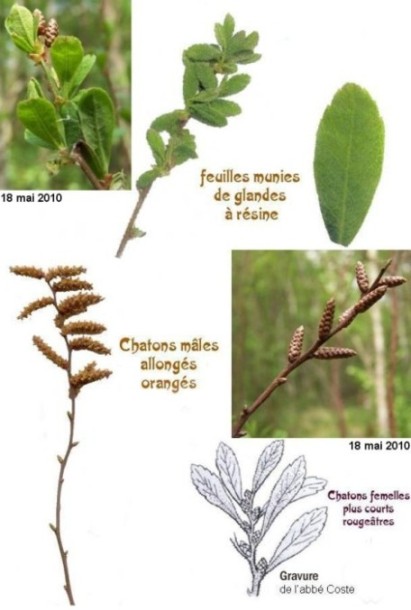 18 mai 2010
feuilles munies
de glandes
à résine
Chatons mâles
allongés
orangés
18 mai 2010
Chatons femelles
plus courts
rougeâtres
Gravure
de l'abbé Coste